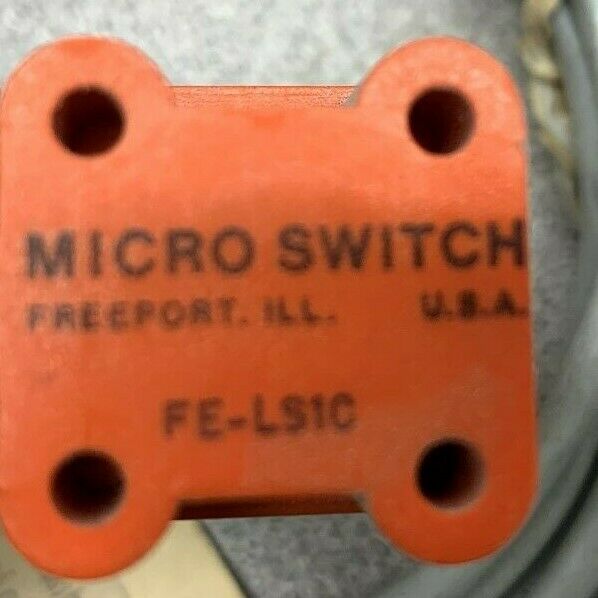 MICRO SWITCH
FREEPORT. ILL. U.S.A.
FE-LS1C